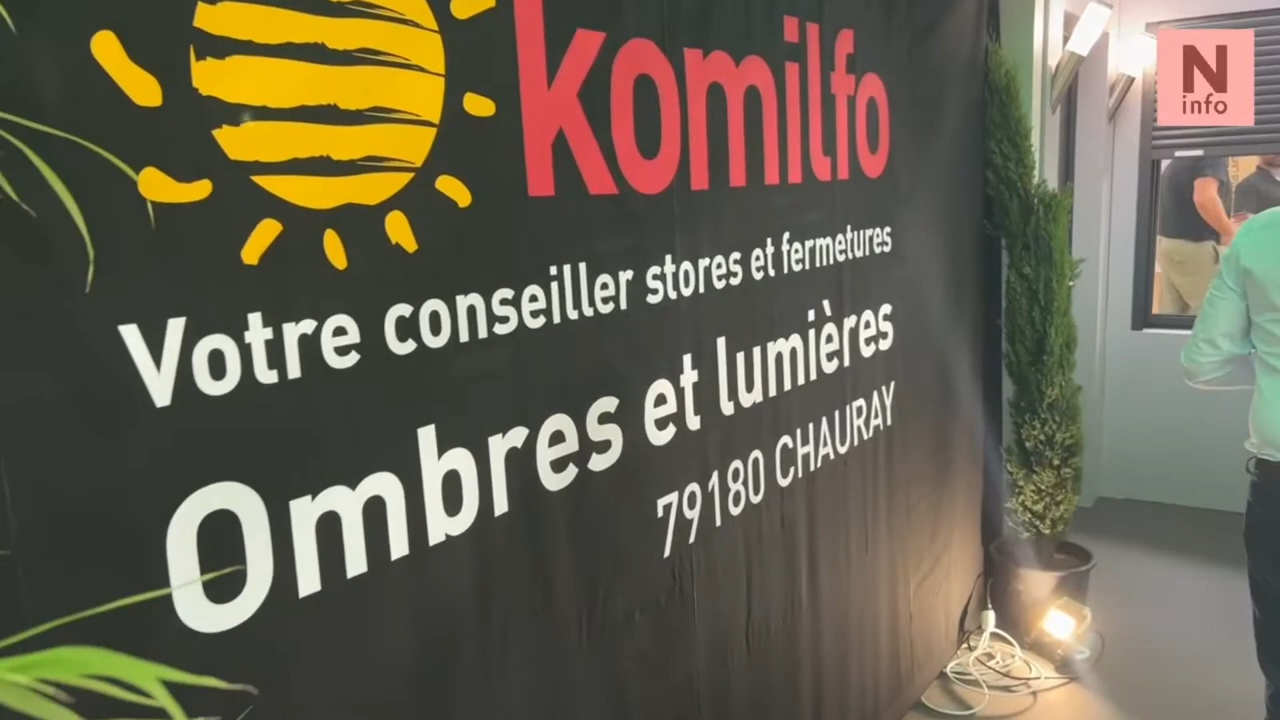 komilfo
Votre conseiller stores et fermetures
Ombres et lumières
79180 CHAURAY
N
info